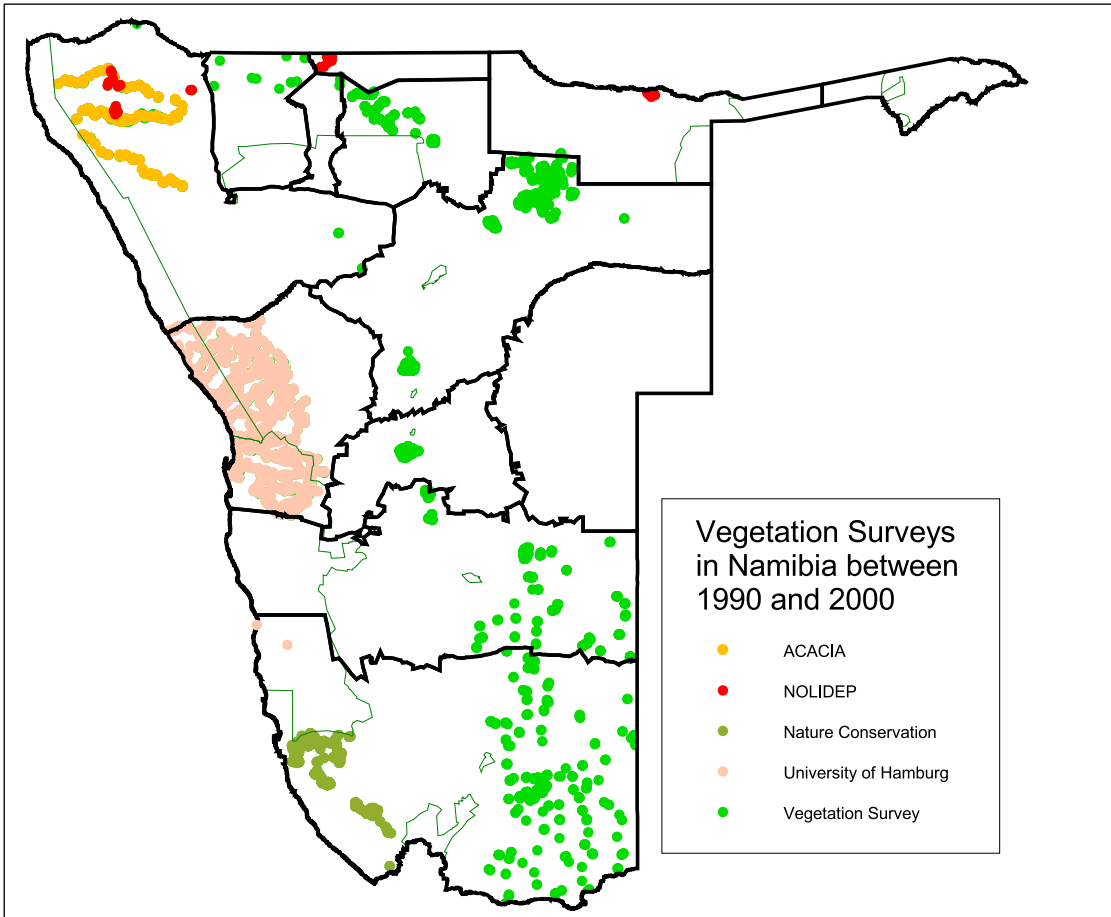 Vegetation Surveys
in Namibia between
1990 and 2000
ACACIA
NOLIDEP
Nature Conservation
University of Hamburg
Vegetation Survey